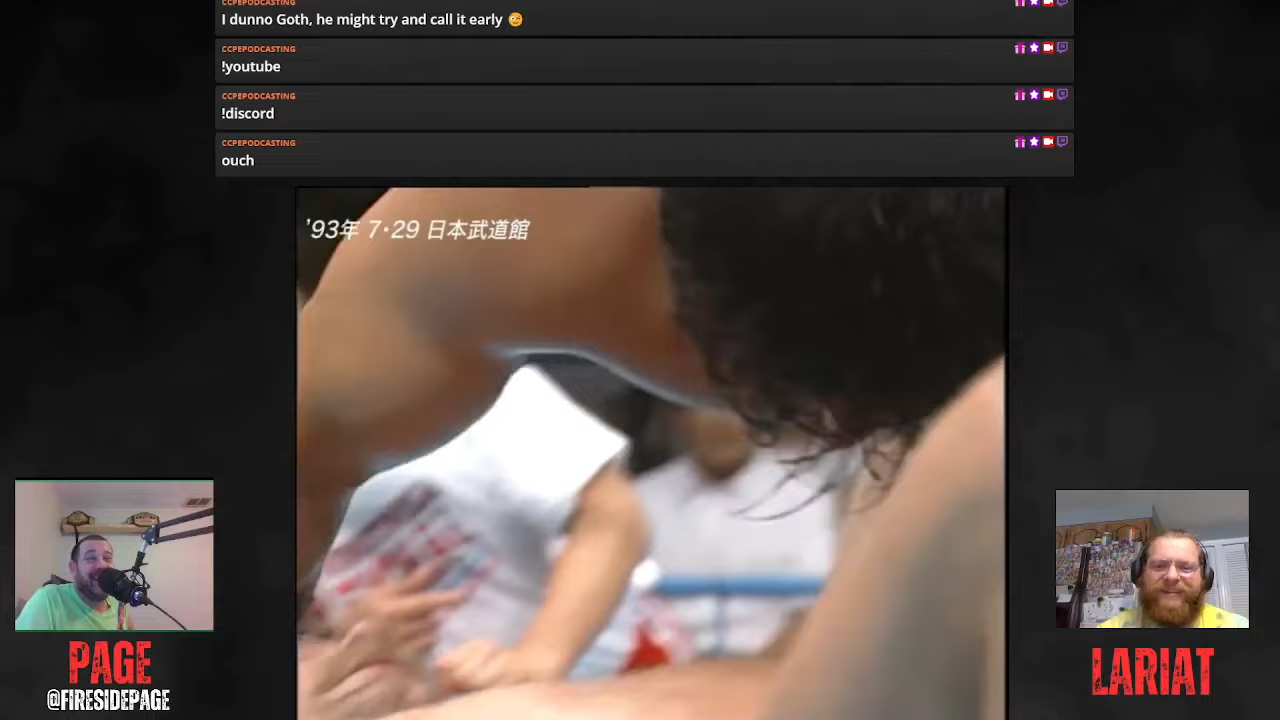 CCPEPODCASTING
I dunno Goth, he might try and call it early
CCPEPODCASTING
!youtube
CCPEPODCASTING
!discord
CCPEPODCASTING
ouch
'93年 7・29 日本武道館
PAGE
@FIRESIDEPAGE
LARIAT